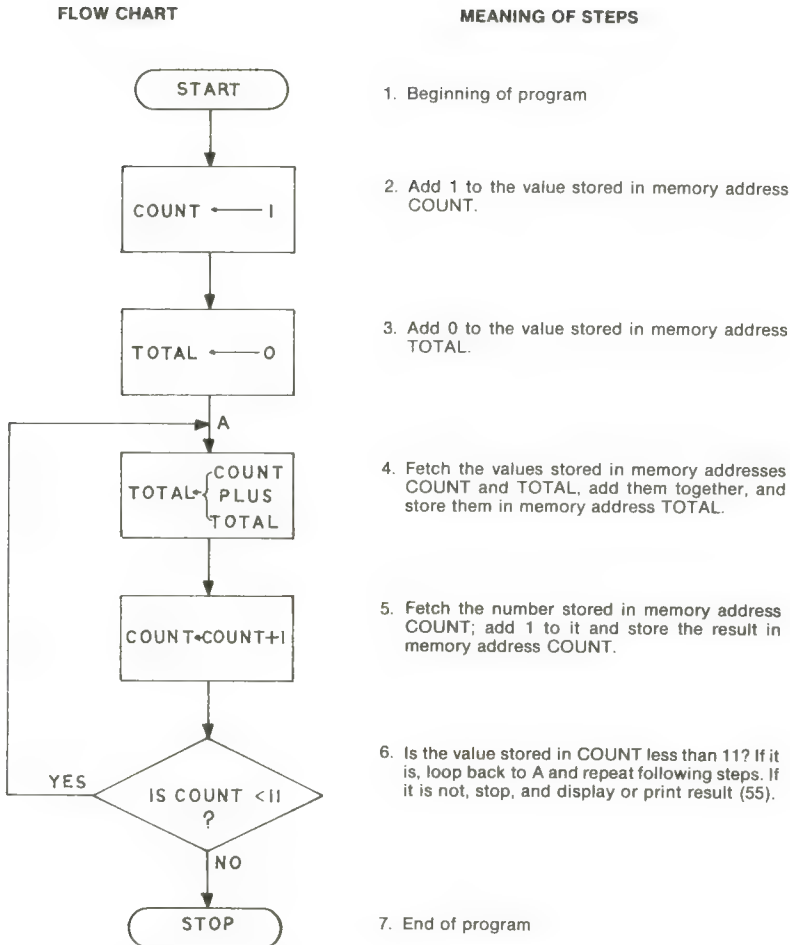 FLOW CHART
MEANING OF STEPS
START
1. Beginning of program
COUNT ← 1
2. Add 1 to the value stored in memory address
COUNT.
TOTAL ← 0
3. Add 0 to the value stored in memory address
TOTAL.
A
TOTAL← { COUNT
PLUS
TOTAL
4. Fetch the values stored in memory addresses
COUNT and TOTAL, add them together, and
store them in memory address TOTAL.
COUNT←COUNT+1
5. Fetch the number stored in memory address
COUNT; add 1 to it and store the result in
memory address COUNT.
YES
IS COUNT <11
?
6. Is the value stored in COUNT less than 11? If it
is, loop back to A and repeat following steps. If
it is not, stop, and display or print result (55).
NO
STOP
7. End of program